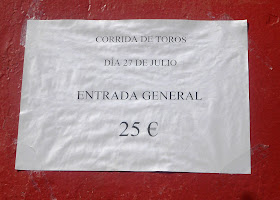 CORRIDA DE TOROS
DÍA 27 DE JULIO
ENTRADA GENERAL
25 €